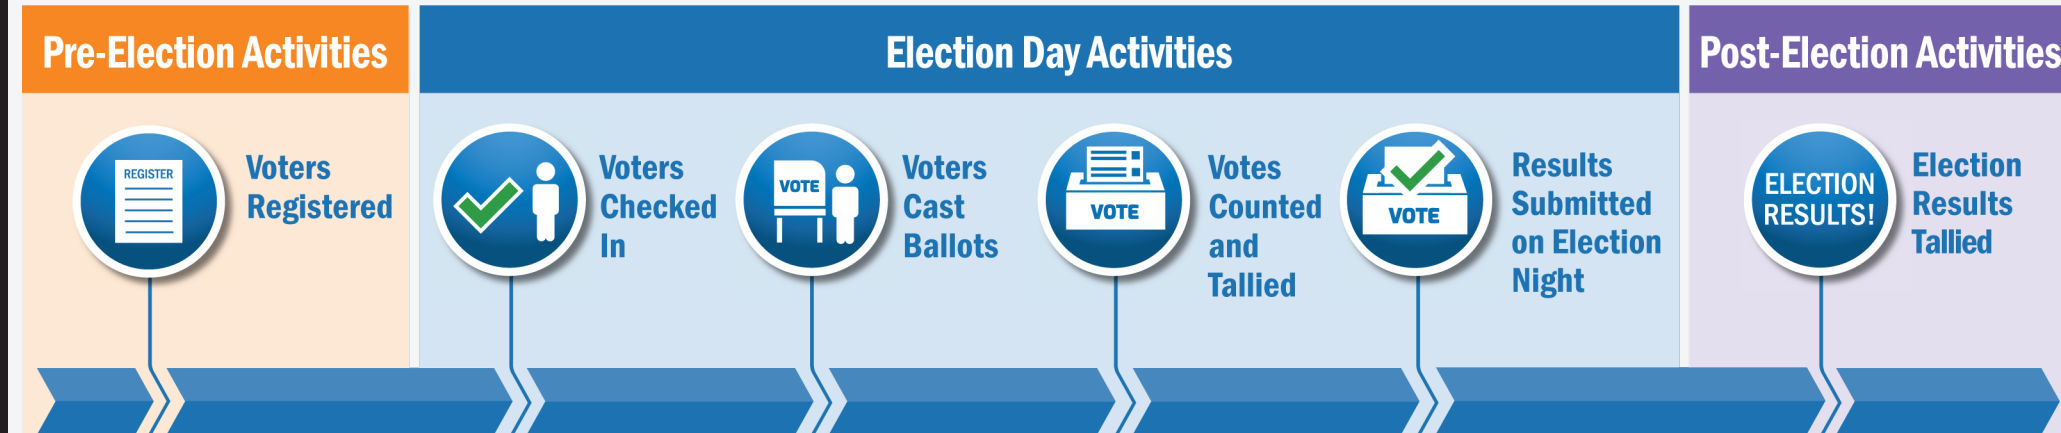 Pre-Election Activities
Election Day Activities
Post-Election Activities
REGISTER
Voters
Registered
Voters
Checked
In
VOTE
Voters
Cast
Ballots
VOTE
Votes
Counted
and
Tallied
VOTE
Results
Submitted
on Election
Night
ELECTION
RESULTS!
Election
Results
Tallied